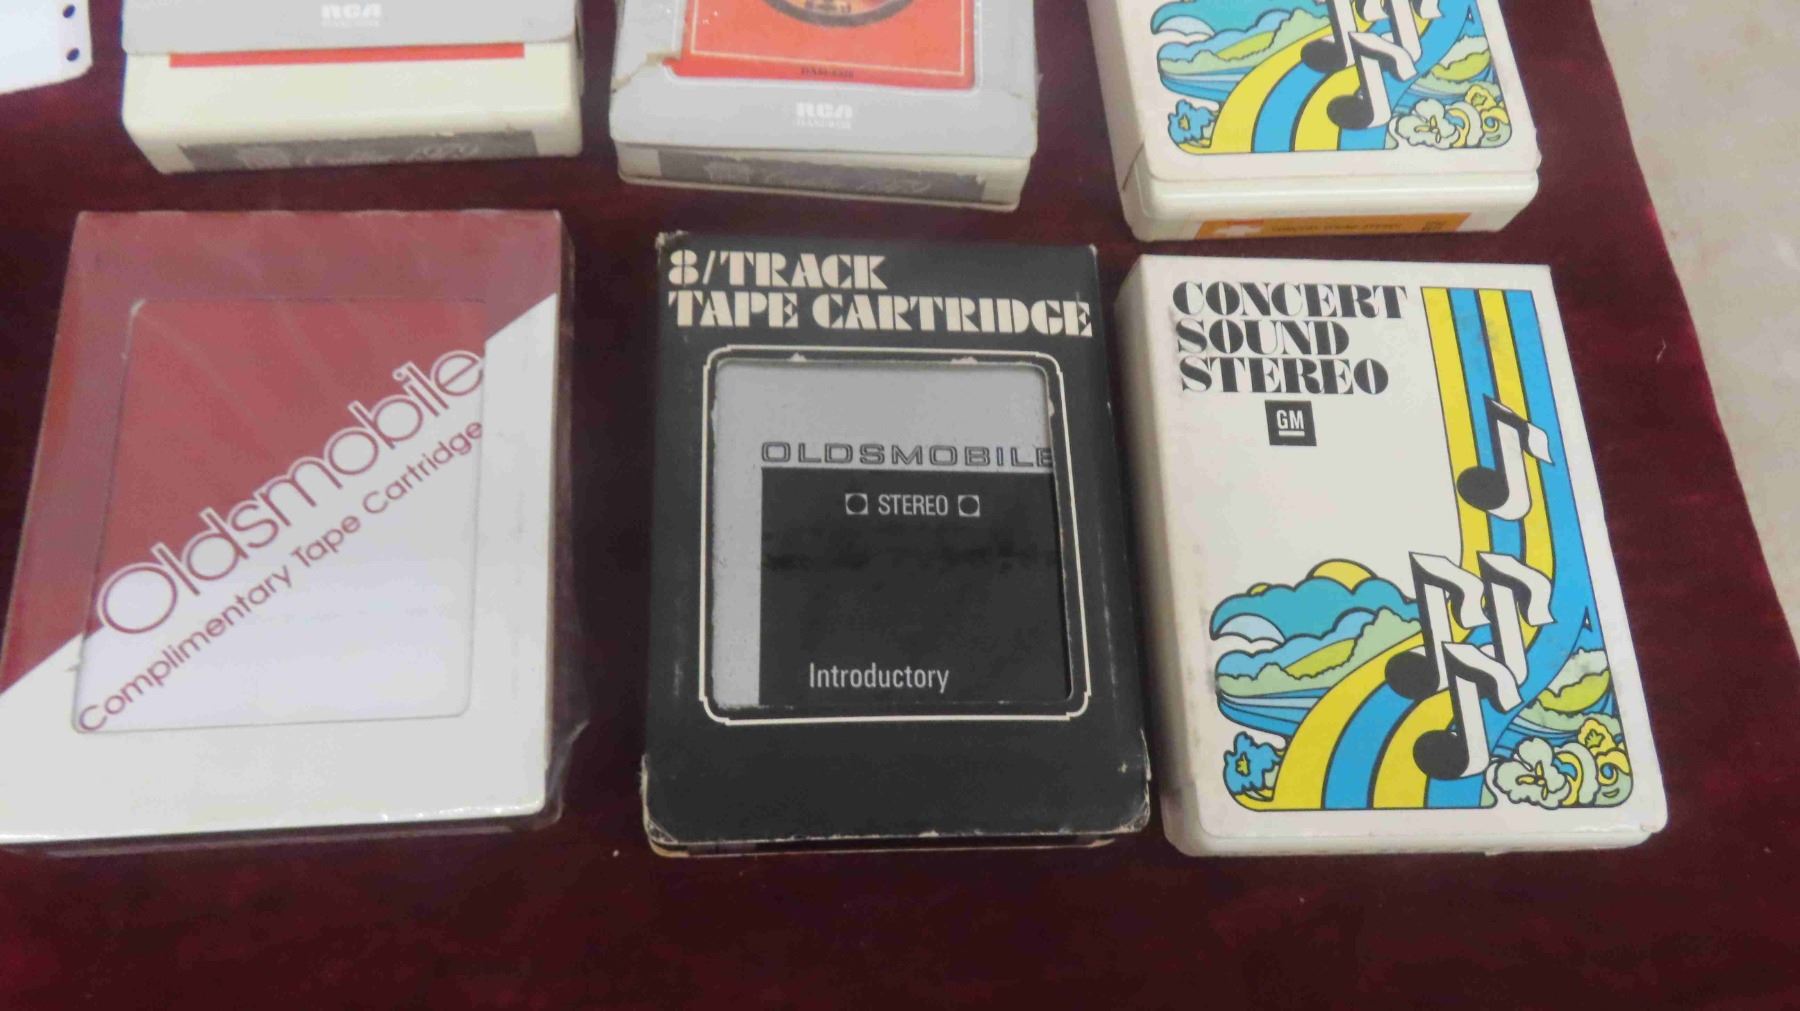 RCA
RCA
8/TRACK
TAPE CARTRIDGE
OLDSMOBILE
STEREO
Introductory
Oldsmobile
Complimentary Tape Cartridge
CONCERT
SOUND
STEREO
GM